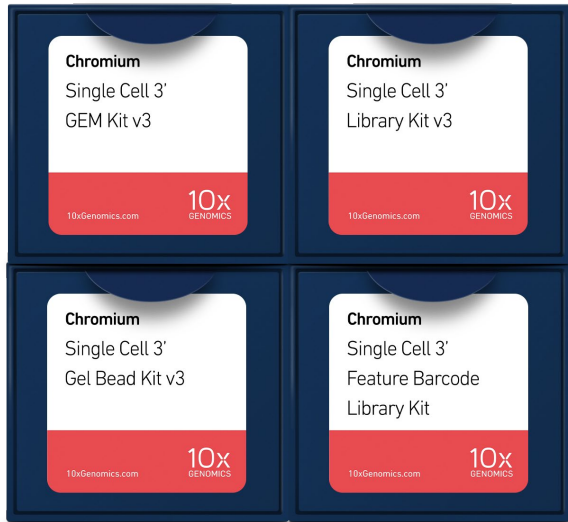 Chromium
Single Cell 3'
GEM Kit v3
10xGenomics.com
10x
GENOMICS
Chromium
Single Cell 3'
Library Kit v3
10xGenomics.com
10x
GENOMICS
Chromium
Single Cell 3'
Gel Bead Kit v3
10xGenomics.com
10x
GENOMICS
Chromium
Single Cell 3'
Feature Barcode
Library Kit
10xGenomics.com
10x
GENOMICS